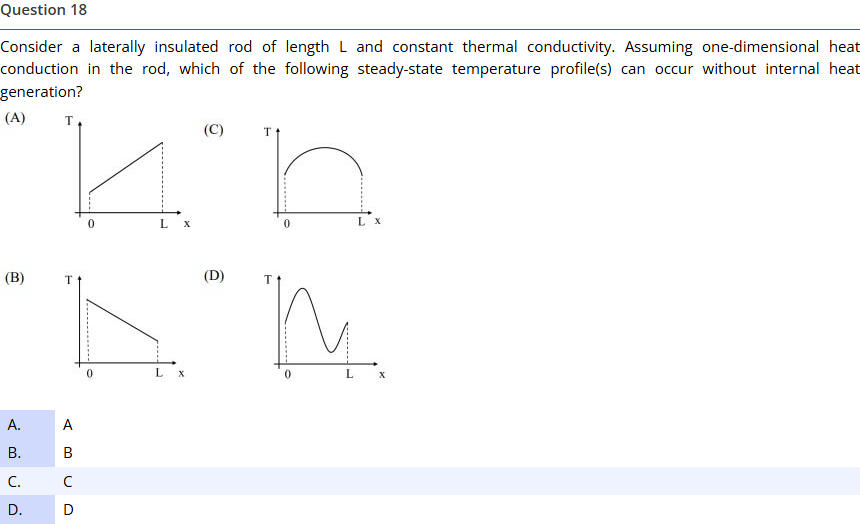 Question 18
Consider a laterally insulated rod of length L and constant thermal conductivity. Assuming one-dimensional heat
conduction in the rod, which of the following steady-state temperature profile(s) can occur without internal heat
generation?
(A) T
0 L x
(C) T
0 L x
(B) T
0 L x
(D) T
0 L x
A. A
B. B
C. C
D. D